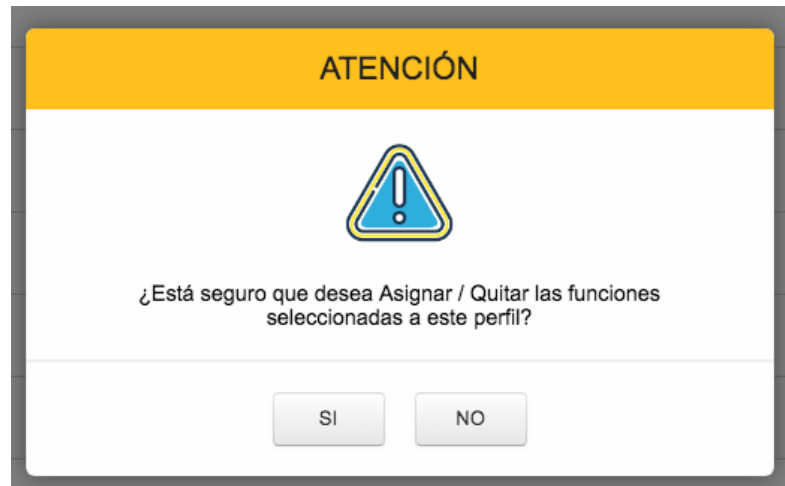 ATENCIÓN
¿Está seguro que desea Asignar / Quitar las funciones
seleccionadas a este perfil?
SI
NO